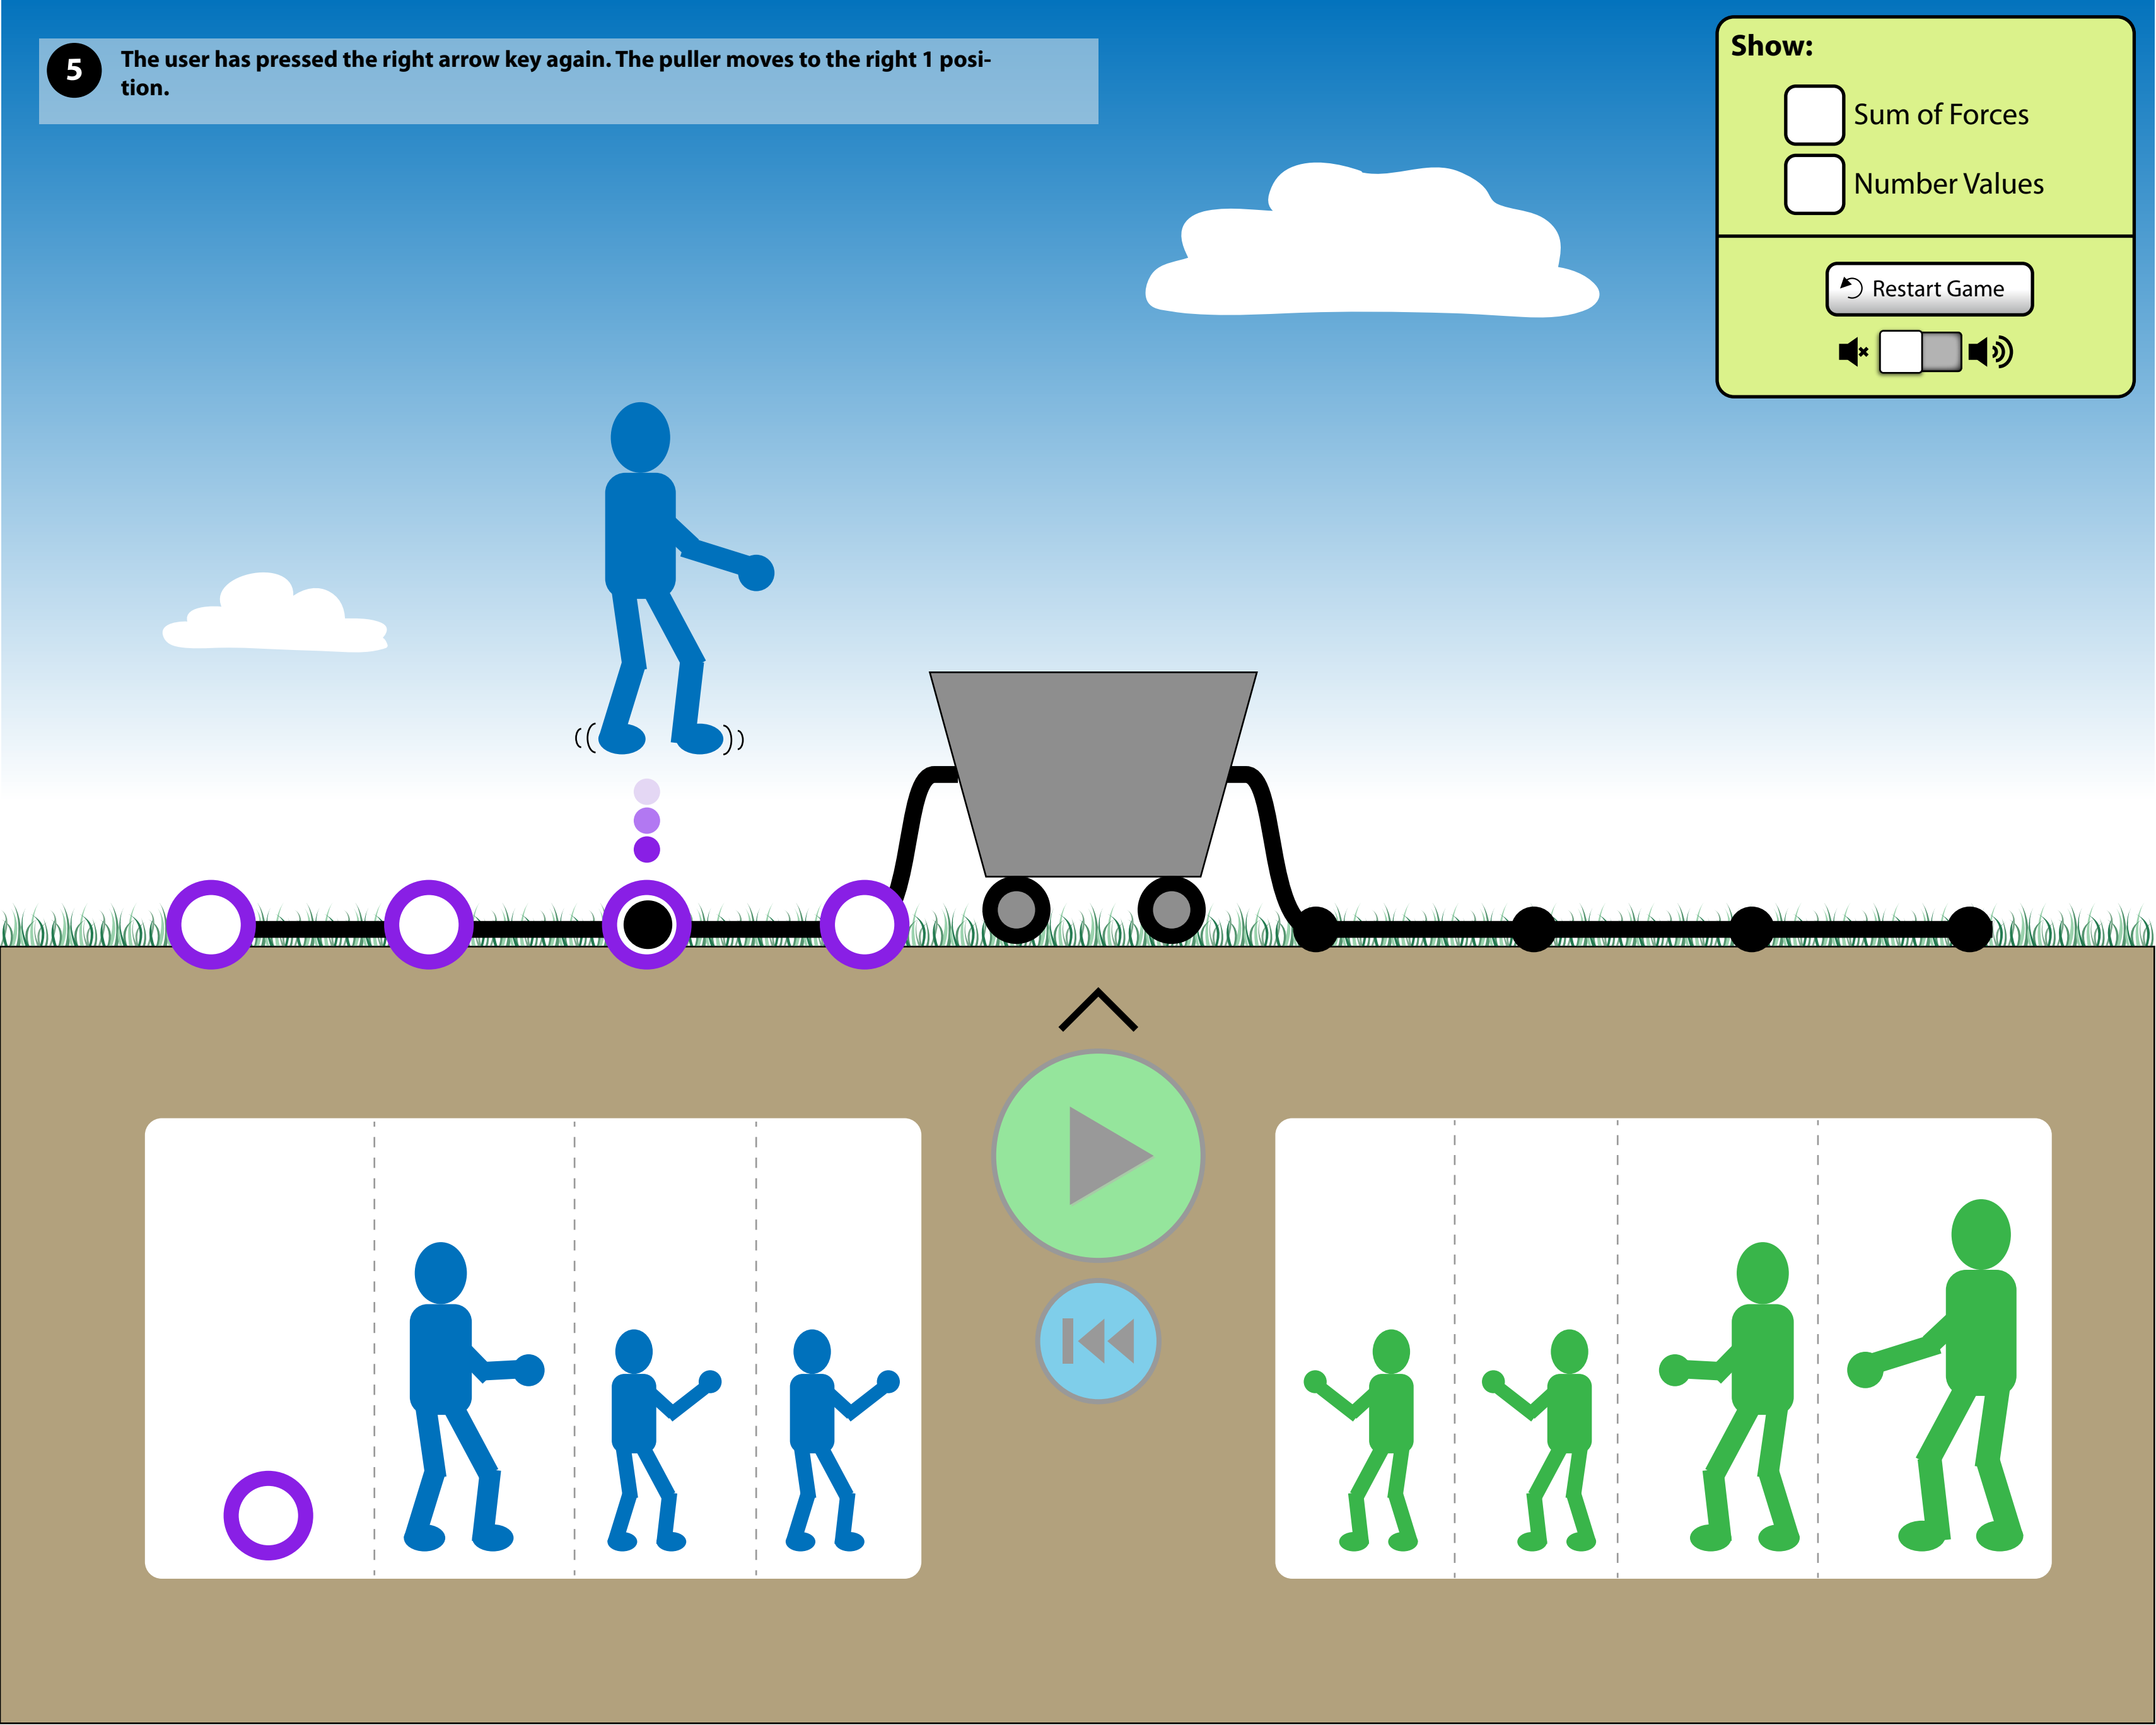 5
The user has pressed the right arrow key again. The puller moves to the right 1 posi-
tion.
Show:
Sum of Forces
Number Values
Restart Game